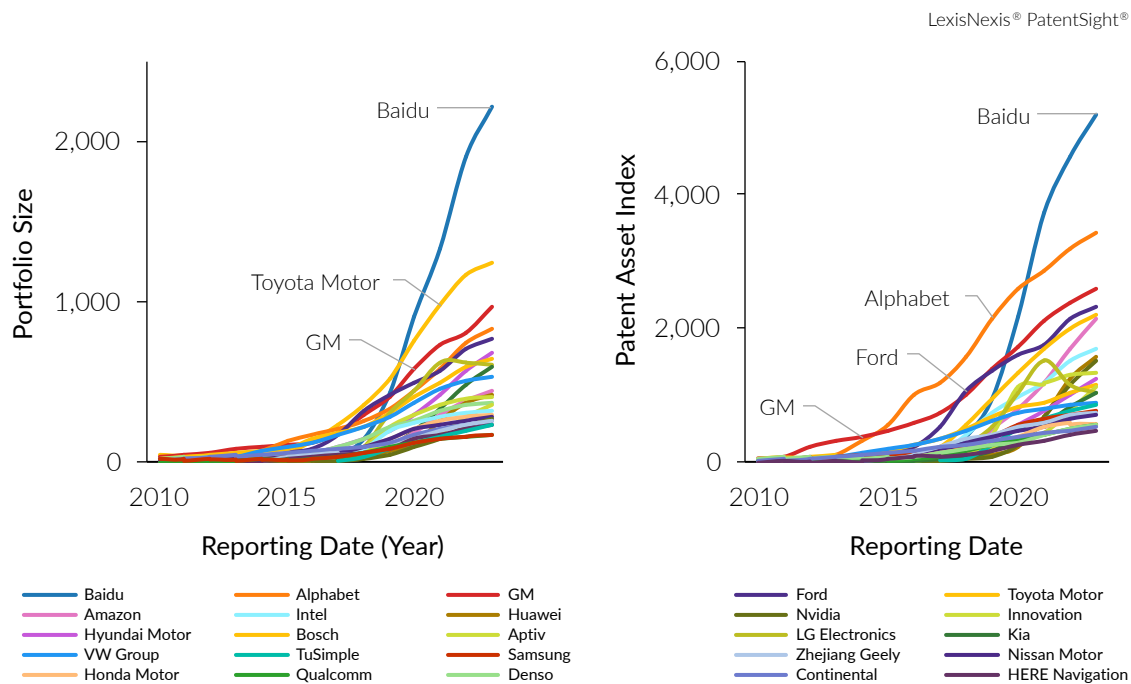 LexisNexis® PatentSight®
Portfolio Size
2,000
1,000
0
Baidu
Toyota Motor
GM
2010
2015
2020
Reporting Date (Year)
Patent Asset Index
6,000
4,000
2,000
0
Baidu
Alphabet
Ford
GM
2010
2015
2020
Reporting Date
Baidu Alphabet GM Ford Toyota Motor
Amazon Intel Huawei Nvidia Innovation
Hyundai Motor Bosch Aptiv LG Electronics Kia
VW Group TuSimple Samsung Zhejiang Geely Nissan Motor
Honda Motor Qualcomm Denso Continental HERE Navigation